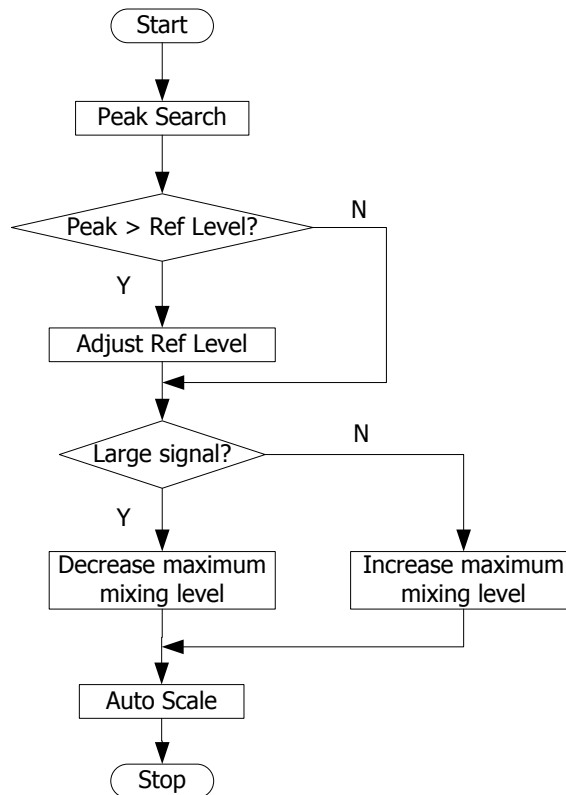 Start
Peak Search
Peak > Ref Level?
N
Y
Adjust Ref Level
Large signal?
N
Y
Decrease maximum
mixing level
Increase maximum
mixing level
Auto Scale
Stop